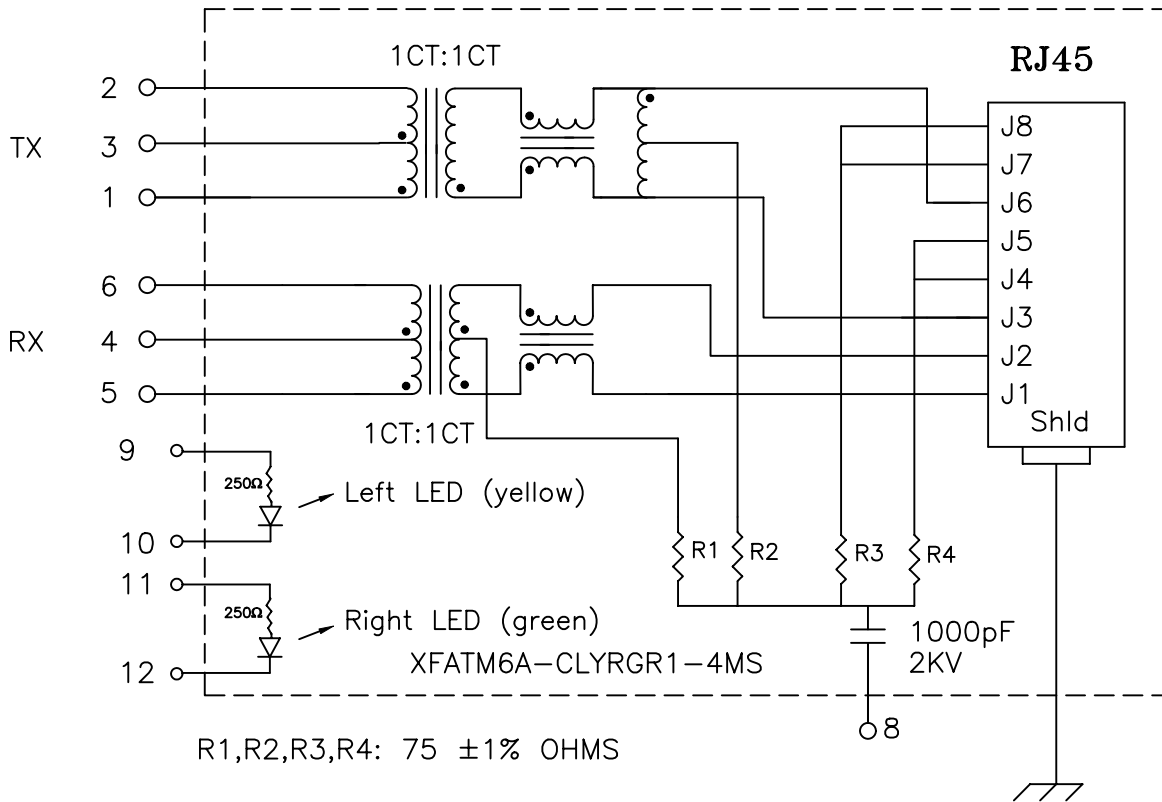 1CT:1CT
RJ45
2
TX
3
1
J8
J7
J6
J5
J4
J3
J2
J1
Shld
6
RX
4
5
1CT:1CT
9
250Ω
Left LED (yellow)
10
R1
R2
R3
R4
11
250Ω
Right LED (green)
12
XFATM6A-CLYRGR1-4MS
1000pF
2KV
8
R1,R2,R3,R4: 75 ±1% OHMS